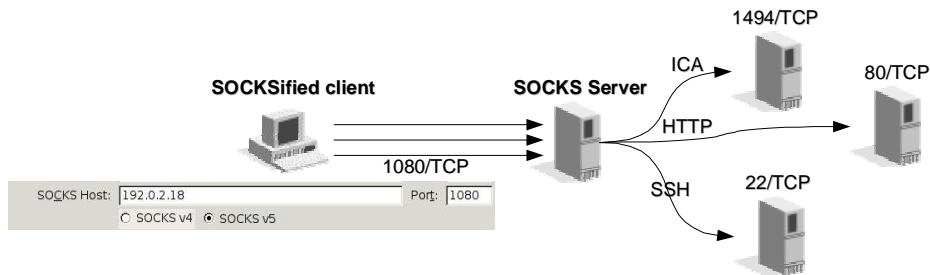 1494/TCP
ICA
80/TCP
SOCKSified client
SOCKS Server
HTTP
1080/TCP
SSH
22/TCP
SOCKS Host: 192.0.2.18 Port: 1080
SOCKS v4 SOCKS v5